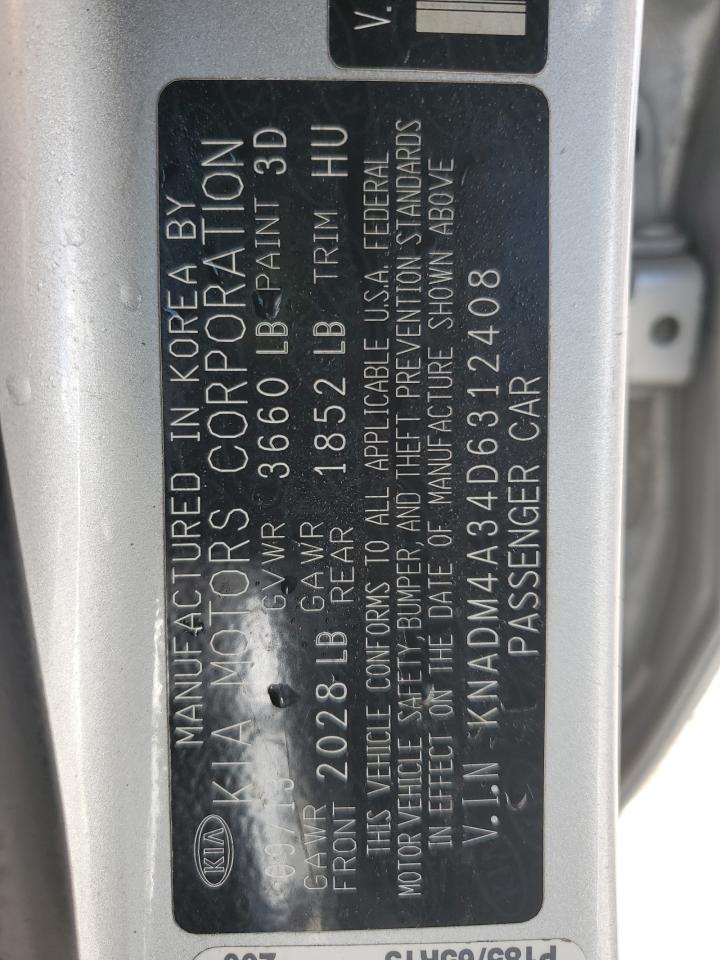 V.
MANUFACTURED IN KOREA BY
KIA KIA MOTORS CORPORATION
09/13 GVWR 3660 LB PAINT 3D
GAWR FRONT 2028 LB GAWR REAR 1852 LB TRIM HU
THIS VEHICLE CONFORMS TO ALL APPLICABLE U.S.A. FEDERAL
MOTOR VEHICLE SAFETY, BUMPER, AND THEFT PREVENTION STANDARDS
IN EFFECT ON THE DATE OF MANUFACTURE SHOWN ABOVE
V.I.N KNADM4A34D6312408
PASSENGER CAR
P185/65R15